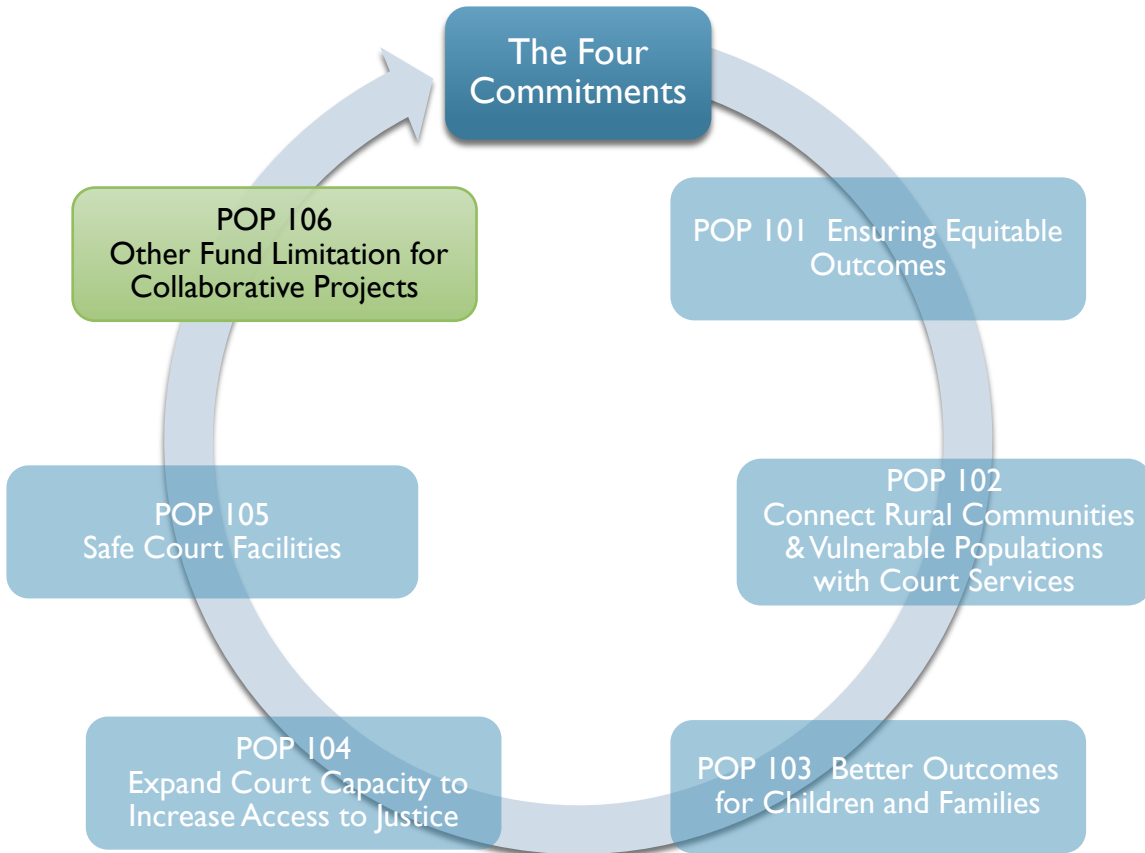 The Four
Commitments
POP 101 Ensuring Equitable
Outcomes
POP 102
Connect Rural Communities
& Vulnerable Populations
with Court Services
POP 103 Better Outcomes
for Children and Families
POP 104
Expand Court Capacity to
Increase Access to Justice
POP 105
Safe Court Facilities
POP 106
Other Fund Limitation for
Collaborative Projects